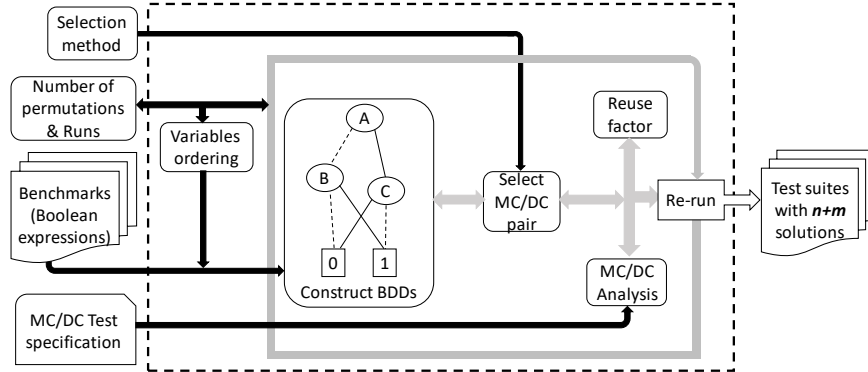 Selection
method
Number of
permutations
& Runs
Variables
ordering
Benchmarks
(Boolean
expressions)
MC/DC Test
specification
A
B
C
0
1
Construct BDDs
Select
MC/DC
pair
Reuse
factor
MC/DC
Analysis
Re-run
Test suites
with n+m
solutions